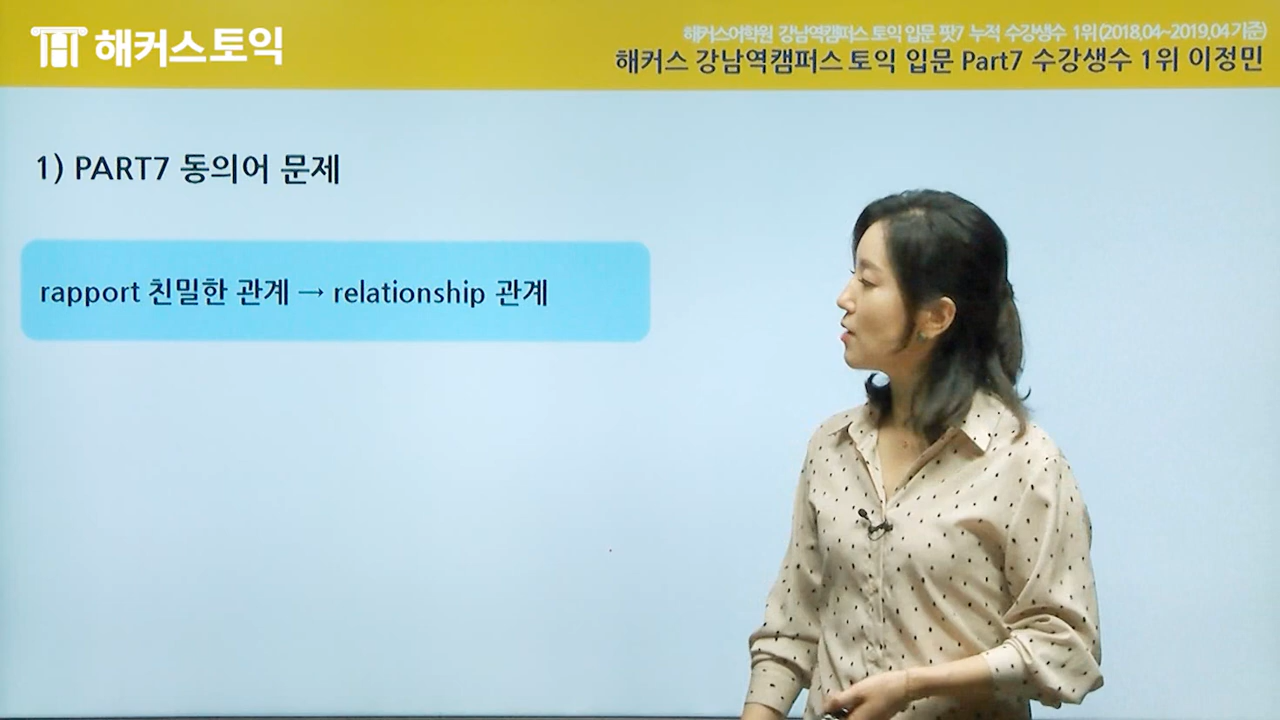 해커스토익
해커스어학원 강남역캠퍼스 토익 입문 팟7 누적 수강생수 1위(2018.04~2019.04 기준)
해커스 강남역캠퍼스 토익 입문 Part7 수강생수 1위 이정민
1) PART7 동의어 문제
rapport 친밀한 관계 → relationship 관계